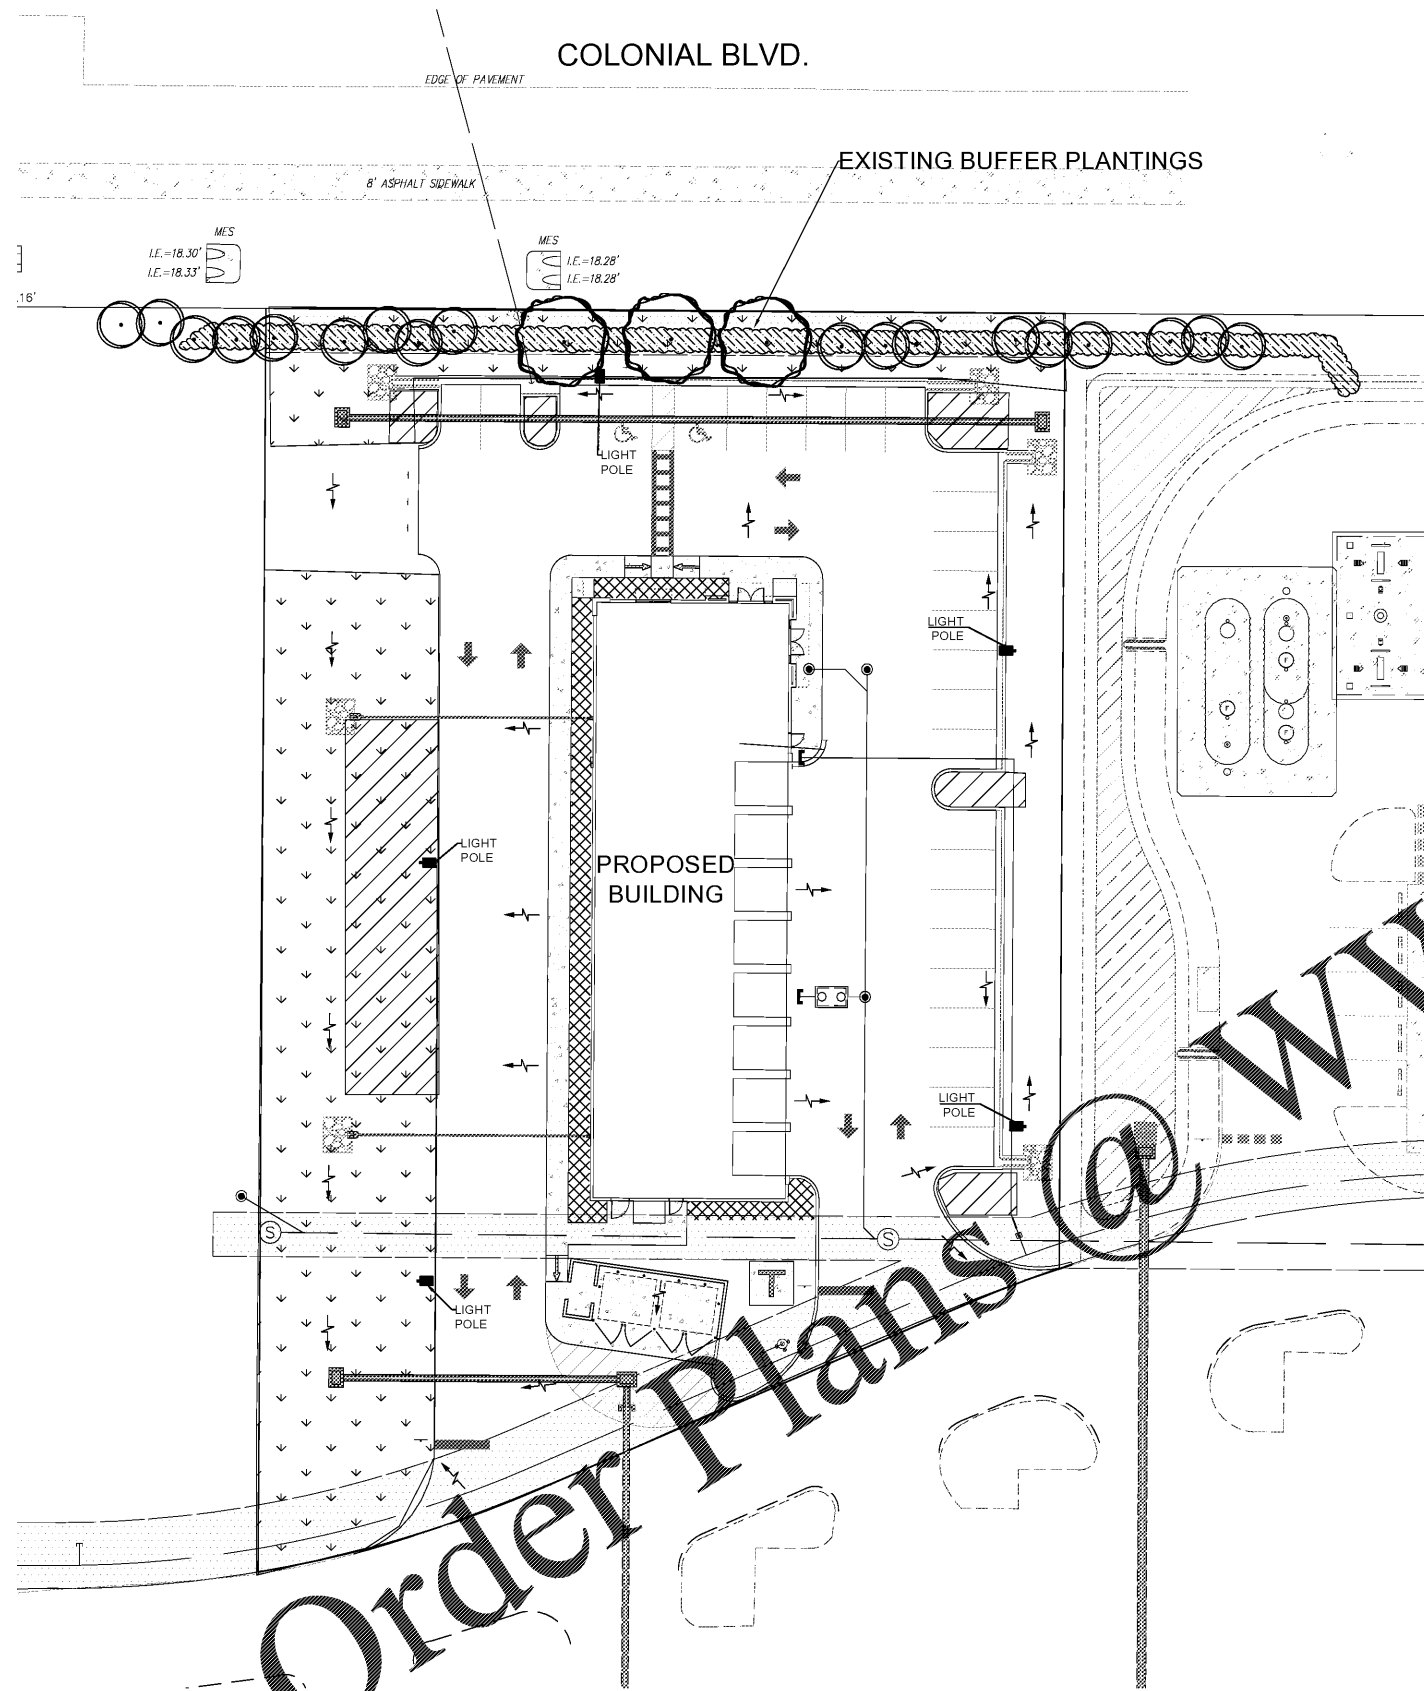 COLONIAL BLVD.
EDGE OF PAVEMENT
EXISTING BUFFER PLANTINGS
8' ASPHALT SIDEWALK
MES
I.E.=18.30'
I.E.=18.33'
MES
I.E.=18.28'
I.E.=18.28'
.16'
LIGHT
POLE
LIGHT
POLE
LIGHT
POLE
PROPOSED
BUILDING
LIGHT
POLE
S
S
T
LIGHT
POLE
Order Plans @ W